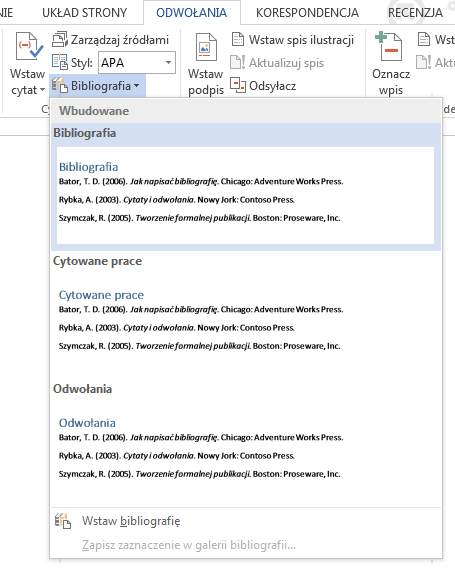 NIE UKŁAD STRONY ODWOŁANIA KORESPONDENCJA RECENZJA
Wstaw cytat
Zarządzaj źródłami
Styl: APA
Bibliografia
Wstaw podpis
Wstaw spis ilustracji
Aktualizuj spis
Odsyłacz
Oznacz wpis
Wst
Aktu
Wbudowane
Bibliografia
Bibliografia
Bator, T. D. (2006). Jak napisać bibliografię. Chicago: Adventure Works Press.
Rybka, A. (2003). Cytaty i odwołania. Nowy Jork: Contoso Press.
Szymczak, R. (2005). Tworzenie formalnej publikacji. Boston: Proseware, Inc.
Cytowane prace
Cytowane prace
Bator, T. D. (2006). Jak napisać bibliografię. Chicago: Adventure Works Press.
Rybka, A. (2003). Cytaty i odwołania. Nowy Jork: Contoso Press.
Szymczak, R. (2005). Tworzenie formalnej publikacji. Boston: Proseware, Inc.
Odwołania
Odwołania
Bator, T. D. (2006). Jak napisać bibliografię. Chicago: Adventure Works Press.
Rybka, A. (2003). Cytaty i odwołania. Nowy Jork: Contoso Press.
Szymczak, R. (2005). Tworzenie formalnej publikacji. Boston: Proseware, Inc.
Wstaw bibliografię
Zapisz zaznaczenie w galerii bibliografii...